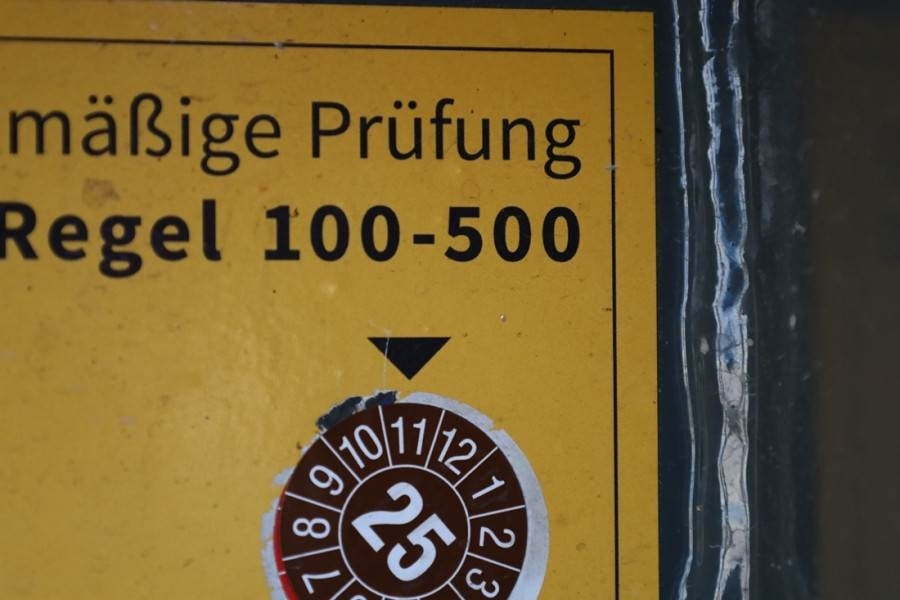 mäßige Prüfung
Regel 100-500
7 8 9 10 11 12 1 2 3
25